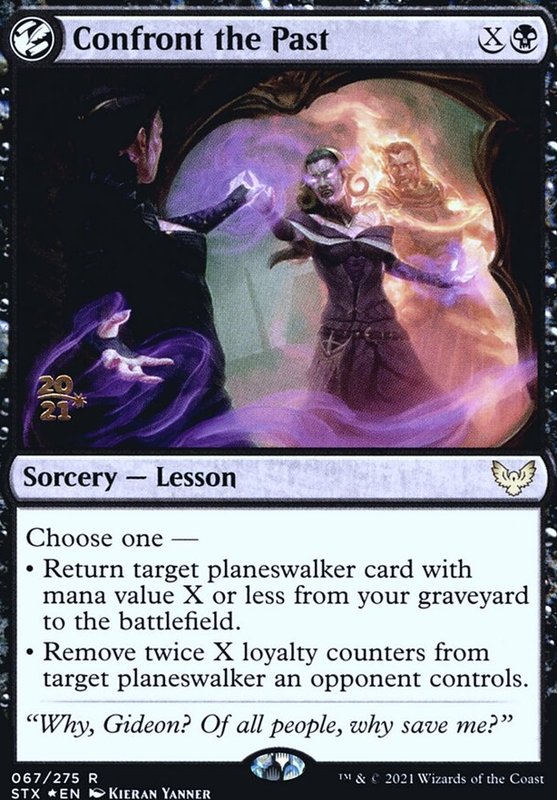 Confront the Past X
20
21*
Sorcery — Lesson
Choose one —
• Return target planeswalker card with
mana value X or less from your graveyard
to the battlefield.
• Remove twice X loyalty counters from
target planeswalker an opponent controls.
“Why, Gideon? Of all people, why save me?”
067/275 R
STX ★ EN Kieran Yanner
™ & © 2021 Wizards of the Coast